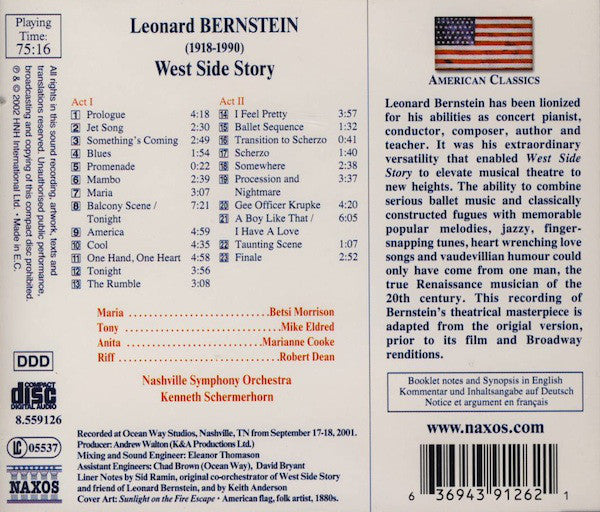 Playing
Time:
75:16
All rights in this sound recording, artwork, texts and
translations reserved. Unauthorised public performance,
broadcasting and copying of this compact disc prohibited.
℗ & © 2002 HNH International Ltd. • Made in E.C.
DDD
COMPACT
disc
DIGITAL AUDIO
8.559126
LC 05537
NAXOS
Leonard BERNSTEIN
(1918-1990)
West Side Story
Act I
1 Prologue 4:18
2 Jet Song 2:30
3 Something's Coming 2:49
4 Blues 1:54
5 Promenade 0:22
6 Mambo 2:39
7 Maria 3:07
8 Balcony Scene / 7:21
Tonight
9 America 4:59
10 Cool 4:35
11 One Hand, One Heart 4:58
12 Tonight 3:56
13 The Rumble 3:08
Act II
14 I Feel Pretty 3:57
15 Ballet Sequence 1:32
16 Transition to Scherzo 0:41
17 Scherzo 1:40
18 Somewhere 2:38
19 Procession and 3:37
Nightmare
20 Gee Officer Krupke 4:20
21 A Boy Like That / 6:05
I Have A Love
22 Taunting Scene 1:07
23 Finale 2:52
Maria ........................Betsi Morrison
Tony ........................Mike Eldred
Anita ........................Marianne Cooke
Riff ........................Robert Dean
Nashville Symphony Orchestra
Kenneth Schermerhorn
Recorded at Ocean Way Studios, Nashville, TN from September 17-18, 2001.
Producer: Andrew Walton (K&A Productions Ltd.)
Mixing and Sound Engineer: Eleanor Thomason
Assistant Engineers: Chad Brown (Ocean Way), David Bryant
Liner Notes by Sid Ramin, original co-orchestrator of West Side Story
and friend of Leonard Bernstein, and by Keith Anderson
Cover Art: Sunlight on the Fire Escape • American flag, folk artist, 1880s.
AMERICAN CLASSICS
Leonard Bernstein has been lionized
for his abilities as concert pianist,
conductor, composer, author and
teacher. It was his extraordinary
versatility that enabled West Side
Story to elevate musical theatre to
new heights. The ability to combine
serious ballet music and classically
constructed fugues with memorable
popular melodies, jazzy, finger-
snapping tunes, heart wrenching love
songs and vaudevillian humour could
only have come from one man, the
true Renaissance musician of the
20th century. This recording of
Bernstein's theatrical masterpiece is
adapted from the origial version,
prior to its film and Broadway
renditions.
Booklet notes and Synopsis in English
Kommentar und Inhaltsangabe auf Deutsch
Notice et argument en français
www.naxos.com
6 36943 91262 1